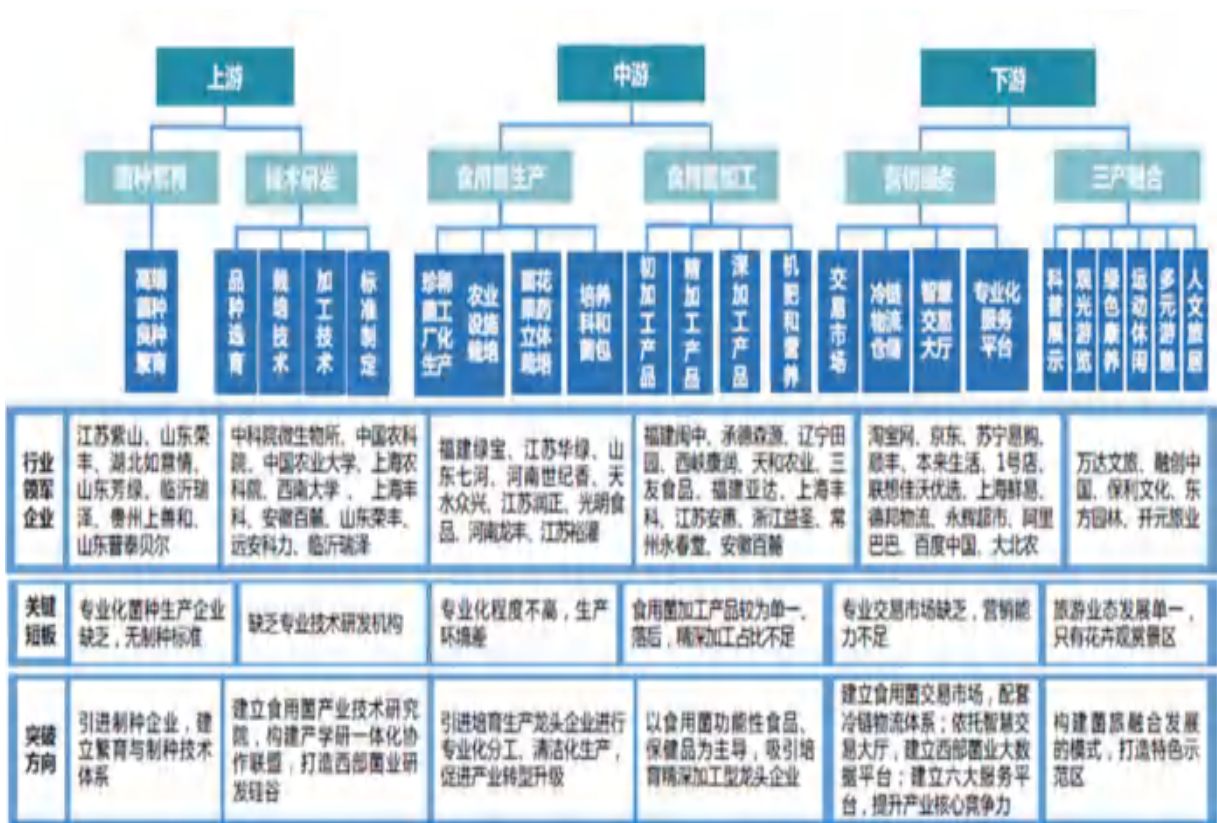 上游
中游
下游
菌种繁育
技术研发
食用菌生产
食用菌加工
营销服务
三产融合
高端菌种良种繁育
品种选育
栽培技术
加工技术
标准制定
珍稀菌工厂化生产
农业设施栽培
菌花果药立体栽培
培养料和菌包
初加工产品
精加工产品
深加工产品
机肥和营养
交易市场
冷链物流仓储
智慧交易大厅
专业化服务平台
科普展示
观光游览
绿色康养
运动休闲
多元游憩
人文旅居
行业
领军
企业
江苏紫山、山东荣
丰、湖北如意情、
山东芳绿、临沂瑞
泽、贵州上善和、
山东普泰贝尔
中科院微生物所、中国农科
院、中国农业大学、上海农
科院、西南大学、上海丰
科、安徽百麓、山东荣丰、
远安科力、临沂瑞泽
福建绿宝、江苏华绿、山
东七河、河南世纪香、天
水众兴、江苏润正、光明食
品、河南龙丰、江苏裕灌
福建闽中、承德森源、辽宁田
园、西峡康润、天和农业、三
友食品、福建亚达、上海丰
科、江苏安惠、浙江益圣、常
州永春堂、安徽百麓
淘宝网、京东、苏宁易购、
顺丰、本来生活、1号店、
联想佳沃优选、上海鲜易、
德邦物流、永辉超市、阿里
巴巴、百度中国、大北农
万达文旅、融创中
国、保利文化、东
方园林、开元旅业
关键
短板
专业化菌种生产企业
缺乏，无制种标准
缺乏专业技术研发机构
专业化程度不高，生产
环境差
食用菌加工产品较为单一、
落后，精深加工占比不足
专业交易市场缺乏，营销能
力不足
旅游业态发展单一，
只有花卉观赏景区
突破
方向
引进制种企业，建
立繁育与制种技术
体系
建立食用菌产业技术研究
院，构建产学研一体化协
作联盟，打造西部菌业研
发硅谷
引进培育生产龙头企业进行
专业化分工、清洁化生产，
促进产业转型升级
以食用菌功能性食品、
保健品为主导，吸引培
育精深加工型龙头企业
建立食用菌交易市场，配套
冷链物流体系；依托智慧交
易大厅，建立西部菌业大数
据平台；建立六大服务平
台，提升产业核心竞争力
构建菌旅融合发展
的模式，打造特色示
范区